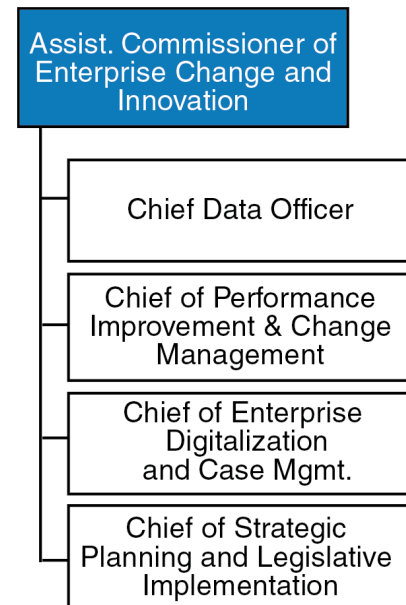 Assist. Commissioner of
Enterprise Change and
Innovation
Chief Data Officer
Chief of Performance
Improvement & Change
Management
Chief of Enterprise
Digitalization
and Case Mgmt.
Chief of Strategic
Planning and Legislative
Implementation